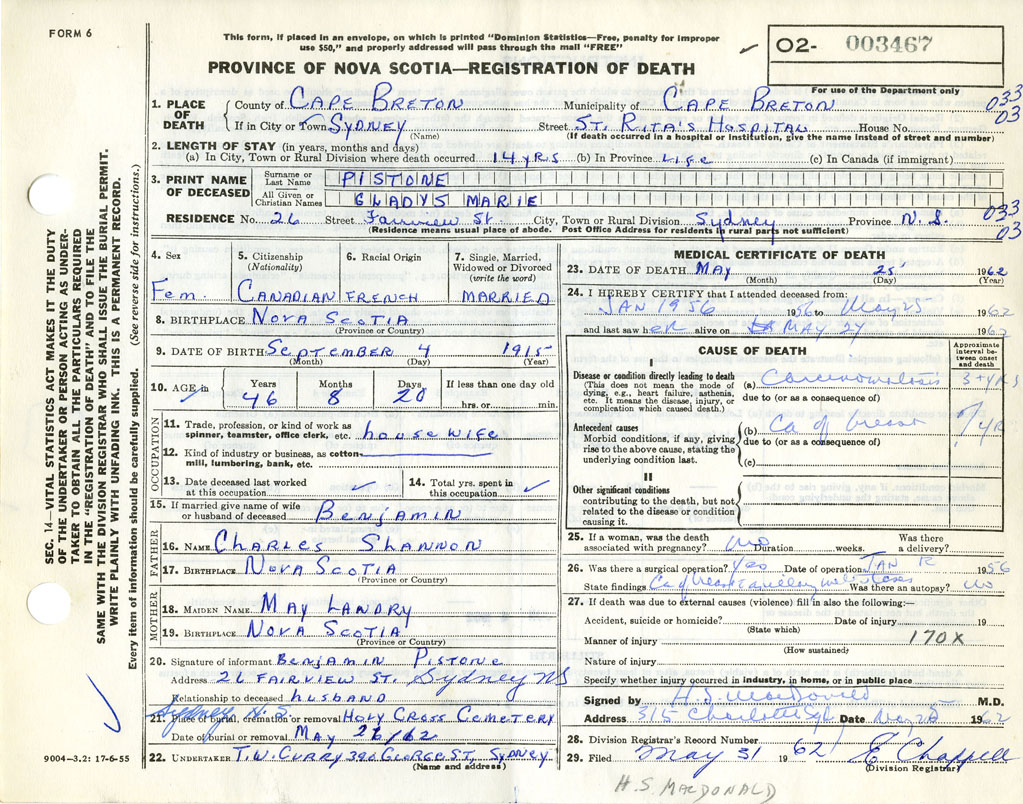 FORM 6
This form, if placed in an envelope, on which is printed "Dominion Statistics—Free, penalty for improper
use $50," and properly addressed will pass through the mail "FREE"
✓ O2- 003467
PROVINCE OF NOVA SCOTIA—REGISTRATION OF DEATH
For use of the Department only
1. PLACE OF DEATH { County of CAPE BRETON Municipality of CAPE BRETON 033
If in City or Town SYDNEY (Name) Street ST. RITA'S HOSPITAL House No. 03
(If death occurred in a hospital or institution, give the name instead of street and number)
2. LENGTH OF STAY (in years, months and days)
(a) In City, Town or Rural Division where death occurred 14 YRS (b) In Province LIFE (c) In Canada (if immigrant)
3. PRINT NAME OF DECEASED { Surname or Last Name PISTONE
All Given or Christian Names GLADYS MARIE
RESIDENCE No. 26 Street Fairview St. City, Town or Rural Division Sydney Province N.S. 033
03
(Residence means usual place of abode. Post Office Address for residents in rural parts not sufficient)
4. Sex Fem.
5. Citizenship (Nationality) CANADIAN
6. Racial Origin FRENCH
7. Single, Married, Widowed or Divorced (write the word) MARRIED
8. BIRTHPLACE NOVA SCOTIA
(Province or Country)
9. DATE OF BIRTH SEPTEMBER 4 1915
(Month) (Day) (Year)
10. AGE in Years 46 Months 8 Days 20 If less than one day old hrs. or min.
OCCUPATION
11. Trade, profession, or kind of work as spinner, teamster, office clerk, etc. housewife
12. Kind of industry or business, as cotton mill, lumbering, bank, etc.
13. Date deceased last worked at this occupation ✓
14. Total yrs. spent in this occupation ✓
15. If married give name of wife or husband of deceased BENJAMIN
FATHER
16. NAME CHARLES SHANNON
17. BIRTHPLACE NOVA SCOTIA
(Province or Country)
MOTHER
18. MAIDEN NAME MAY LANDRY
19. BIRTHPLACE NOVA SCOTIA
(Province or Country)
20. Signature of informant BENJAMIN PISTONE
Address 26 FAIRVIEW ST. Sydney NS
Relationship to deceased HUSBAND
Sydney N.S.
21. Place of burial, cremation or removal HOLY CROSS CEMETERY
Date of burial or removal MAY 26/62
22. UNDERTAKER T.W. CURRY 390 GEORGE ST, SYDNEY
(Name and address)
MEDICAL CERTIFICATE OF DEATH
23. DATE OF DEATH MAY 25 1962
(Month) (Day) (Year)
24. I HEREBY CERTIFY that I attended deceased from:
JAN 1956 1956 to May 25 1962
and last saw hER alive on MAY 24 1962
CAUSE OF DEATH
Approximate interval between onset and death
I
Disease or condition directly leading to death
(This does not mean the mode of dying, e.g., heart failure, asthenia, etc. It means the disease, injury, or complication which caused death.)
(a) Carcinomatosis 3+ YRS
due to (or as a consequence of)
Antecedent causes
Morbid conditions, if any, giving rise to the above cause, stating the underlying condition last.
(b) Ca of breast
due to (or as a consequence of)
(c)
II
Other significant conditions
contributing to the death, but not related to the disease or condition causing it.
25. If a woman, was the death associated with pregnancy? NO Duration weeks. Was there a delivery?
26. Was there a surgical operation? Yes Date of operation JAN 1956
State findings Ca of breast axillary metastases Was there an autopsy? NO
27. If death was due to external causes (violence) fill in also the following:—
Accident, suicide or homicide? (State which) Date of injury 19
Manner of injury 170X
(How sustained)
Nature of injury
Specify whether injury occurred in industry, in home, or in public place
Signed by H.S. MacDonald M.D.
Address 315 Charlotte St Date May 25 1962
28. Division Registrar's Record Number
29. Filed May 31 1962 E Chappell
(Division Registrar)
H.S. MACDONALD
SEC. 14—VITAL STATISTICS ACT MAKES IT THE DUTY
OF THE UNDERTAKER OR PERSON ACTING AS UNDER-
TAKER TO OBTAIN ALL THE PARTICULARS REQUIRED
IN THE "REGISTRATION OF DEATH" AND TO FILE THE
SAME WITH THE DIVISION REGISTRAR WHO SHALL ISSUE THE BURIAL PERMIT.
WRITE PLAINLY WITH UNFADING INK. THIS IS A PERMANENT RECORD.
Every item of information should be carefully supplied. (See reverse side for instructions.)
9004-3.2: 17-6-55